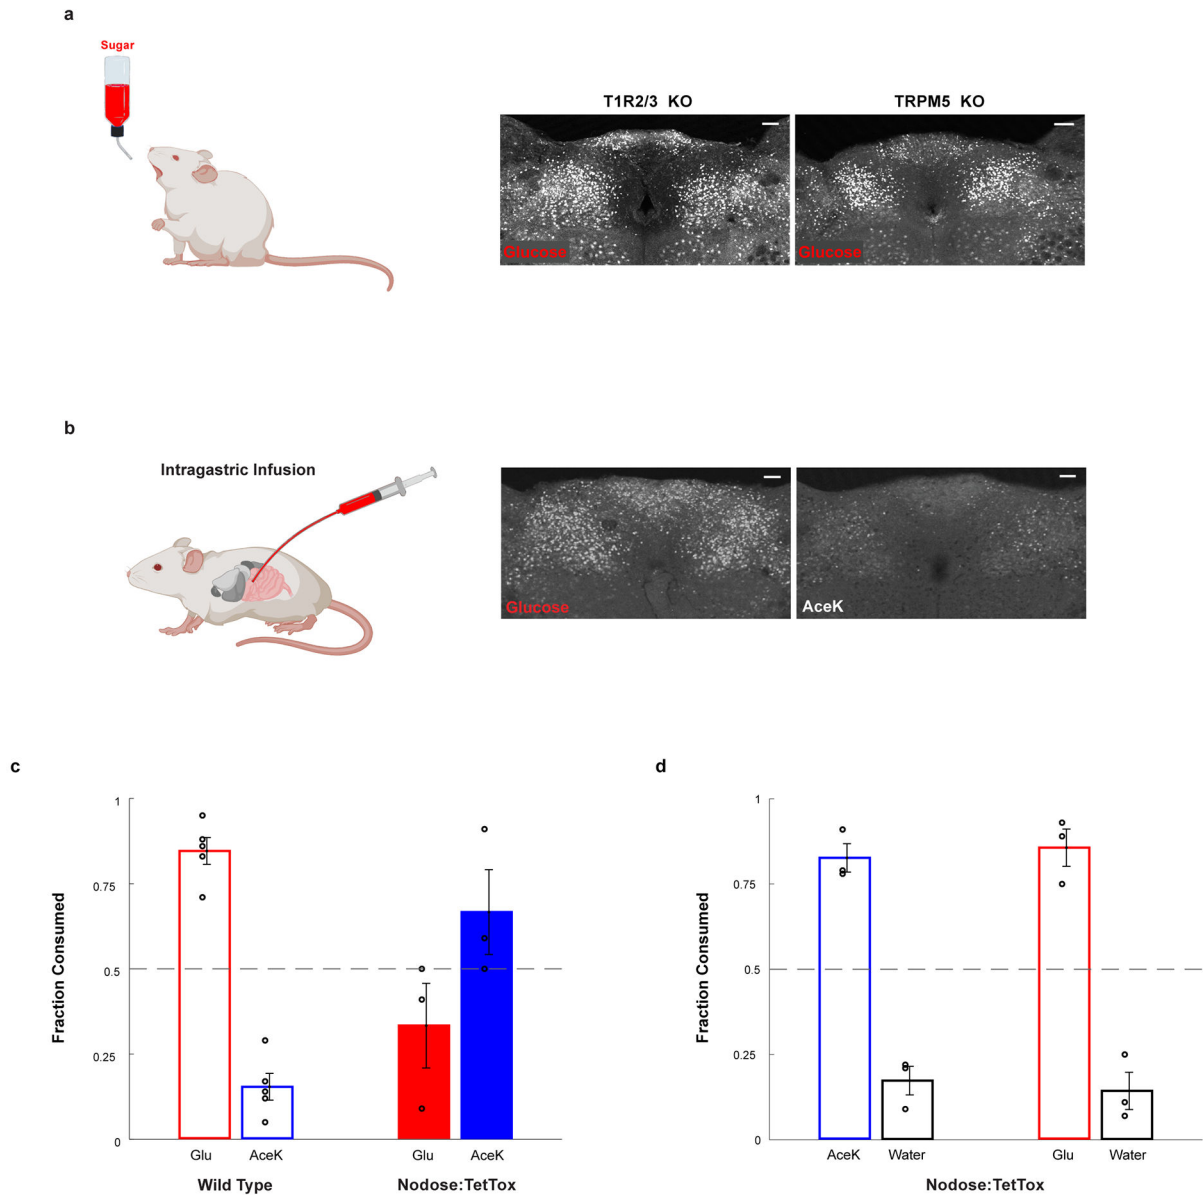 a
Sugar
T1R2/3 KO
TRPM5 KO
Glucose
Glucose
b
Intragastric Infusion
Glucose
AceK
c
Fraction Consumed
1
0.75
0.5
0.25
0
Glu
AceK
Glu
AceK
Wild Type
Nodose:TetTox
d
Fraction Consumed
1
0.75
0.5
0.25
0
AceK
Water
Glu
Water
Nodose:TetTox